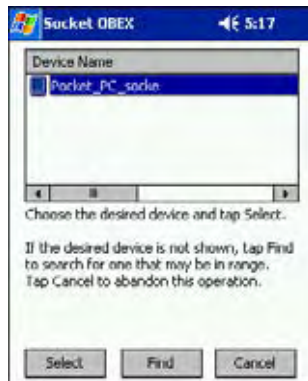 Socket OBEX 5:17
Device Name
Pocket_PC_socke
Choose the desired device and tap Select.
If the desired device is not shown, tap Find
to search for one that may be in range.
Tap Cancel to abandon this operation.
Select Find Cancel